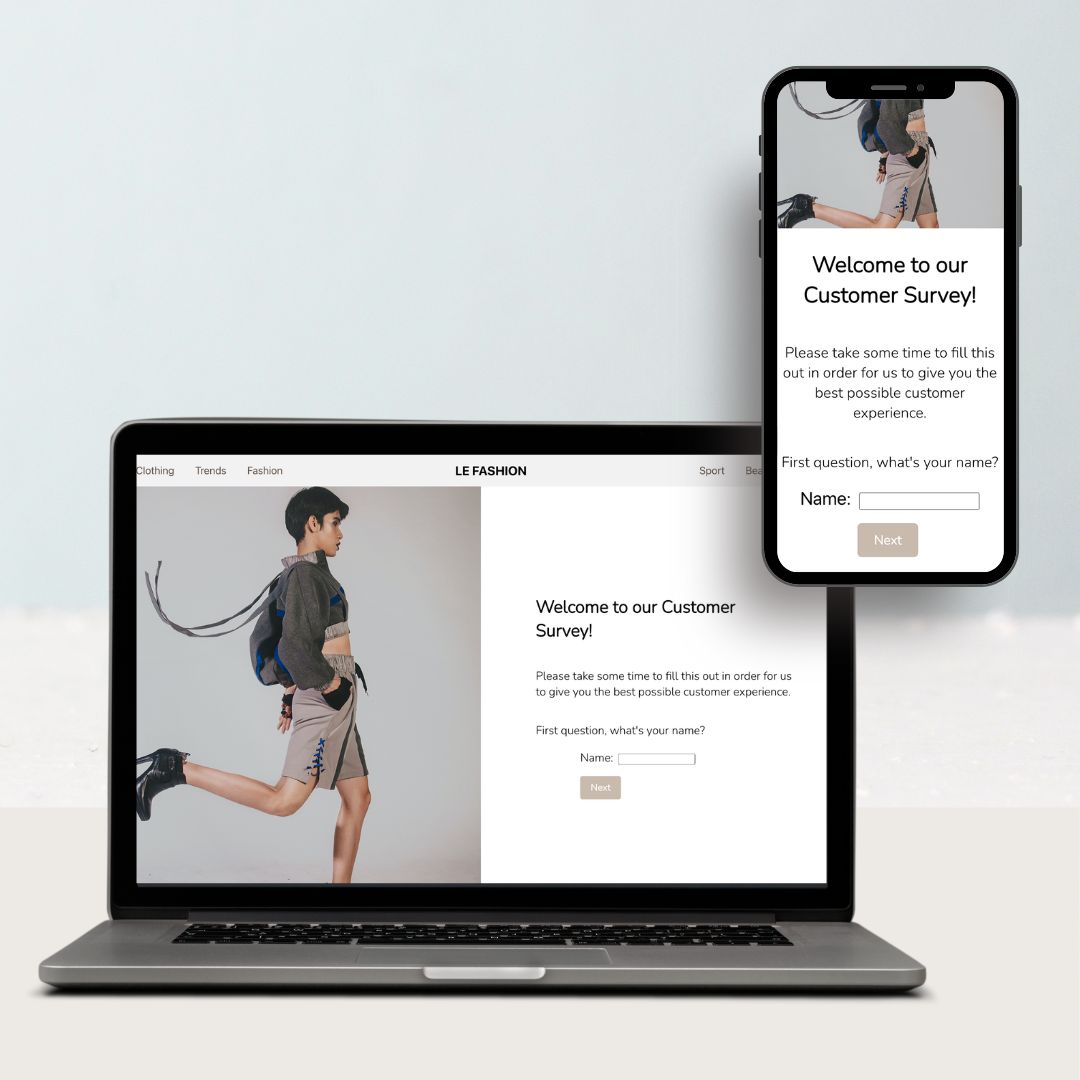 Welcome to our
Customer Survey!
Please take some time to fill this
out in order for us to give you the
best possible customer
experience.
First question, what's your name?
Name:
Next
Clothing Trends Fashion LE FASHION Sport
Welcome to our Customer
Survey!
Please take some time to fill this out in order for us
to give you the best possible customer experience.
First question, what's your name?
Name:
Next